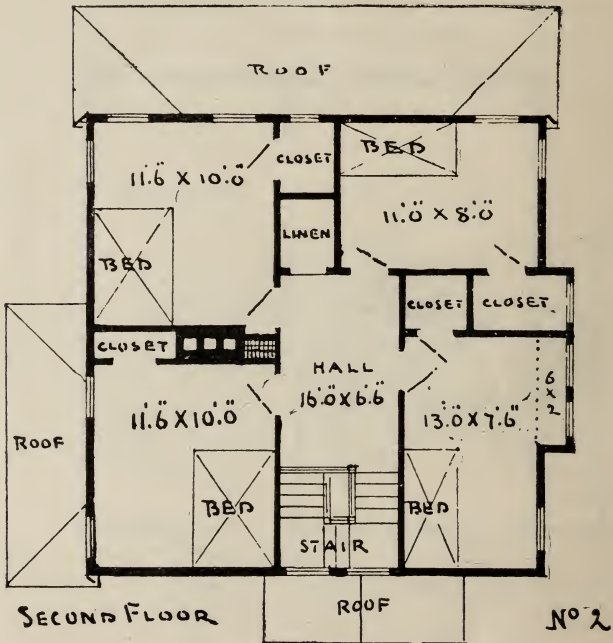 ROOF
CLOSET
BED
11.6 X 10.0
11.0 X 8.0
LINEN
BED
CLOSET
CLOSET
CLOSET
HALL
16.0 X 6.6
6 X 2
11.6 X 10.0
13.0 X 7.6
ROOF
BED
BED
STAIR
SECOND FLOOR
ROOF
No 2